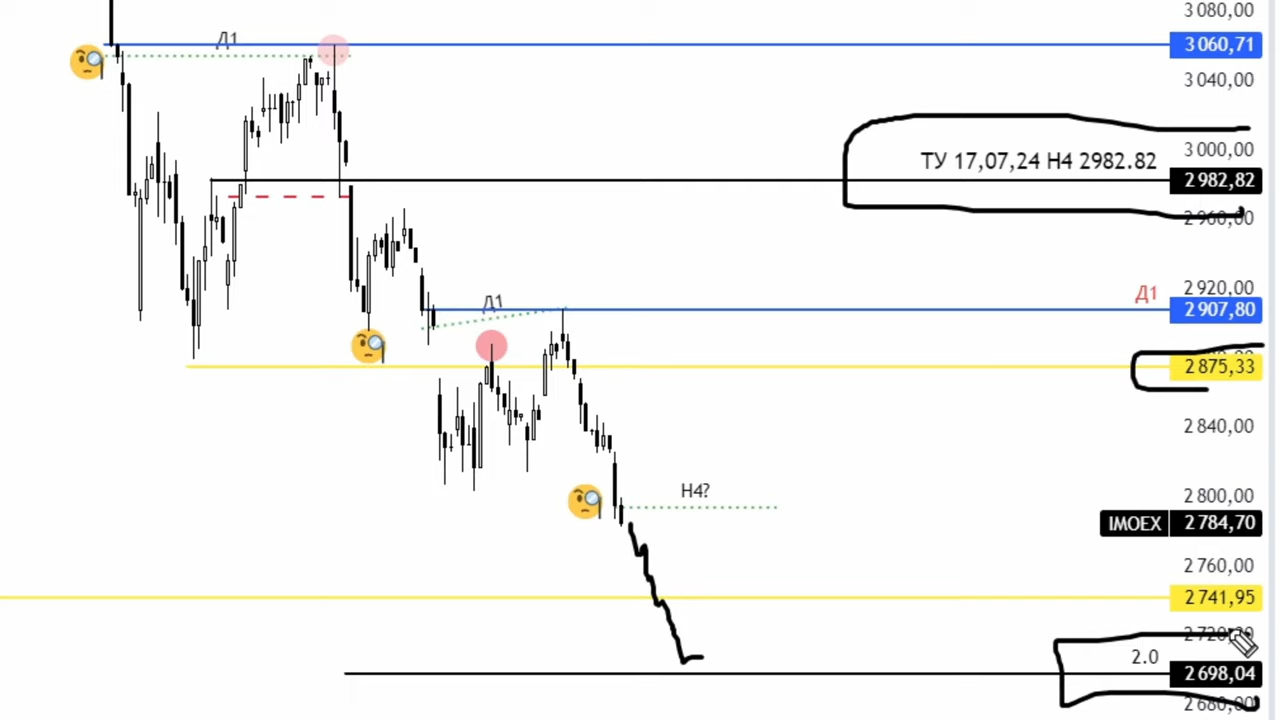 3 080,00
Д1
3 060,71
3 040,00
3 000,00
ТУ 17,07,24 H4 2982.82
2 982,82
2 960,00
2 920,00
Д1
Д1
2 907,80
2 875,33
2 840,00
2 800,00
H4?
IMOEX 2 784,70
2 760,00
2 741,95
2.0
2 698,04
2 680,00